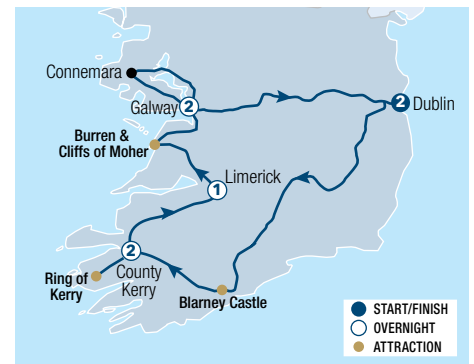 Connemara
Galway
2
2
Dublin
Burren &
Cliffs of Moher
Limerick
1
2
County
Kerry
Ring of
Kerry
Blarney Castle
START/FINISH
OVERNIGHT
ATTRACTION